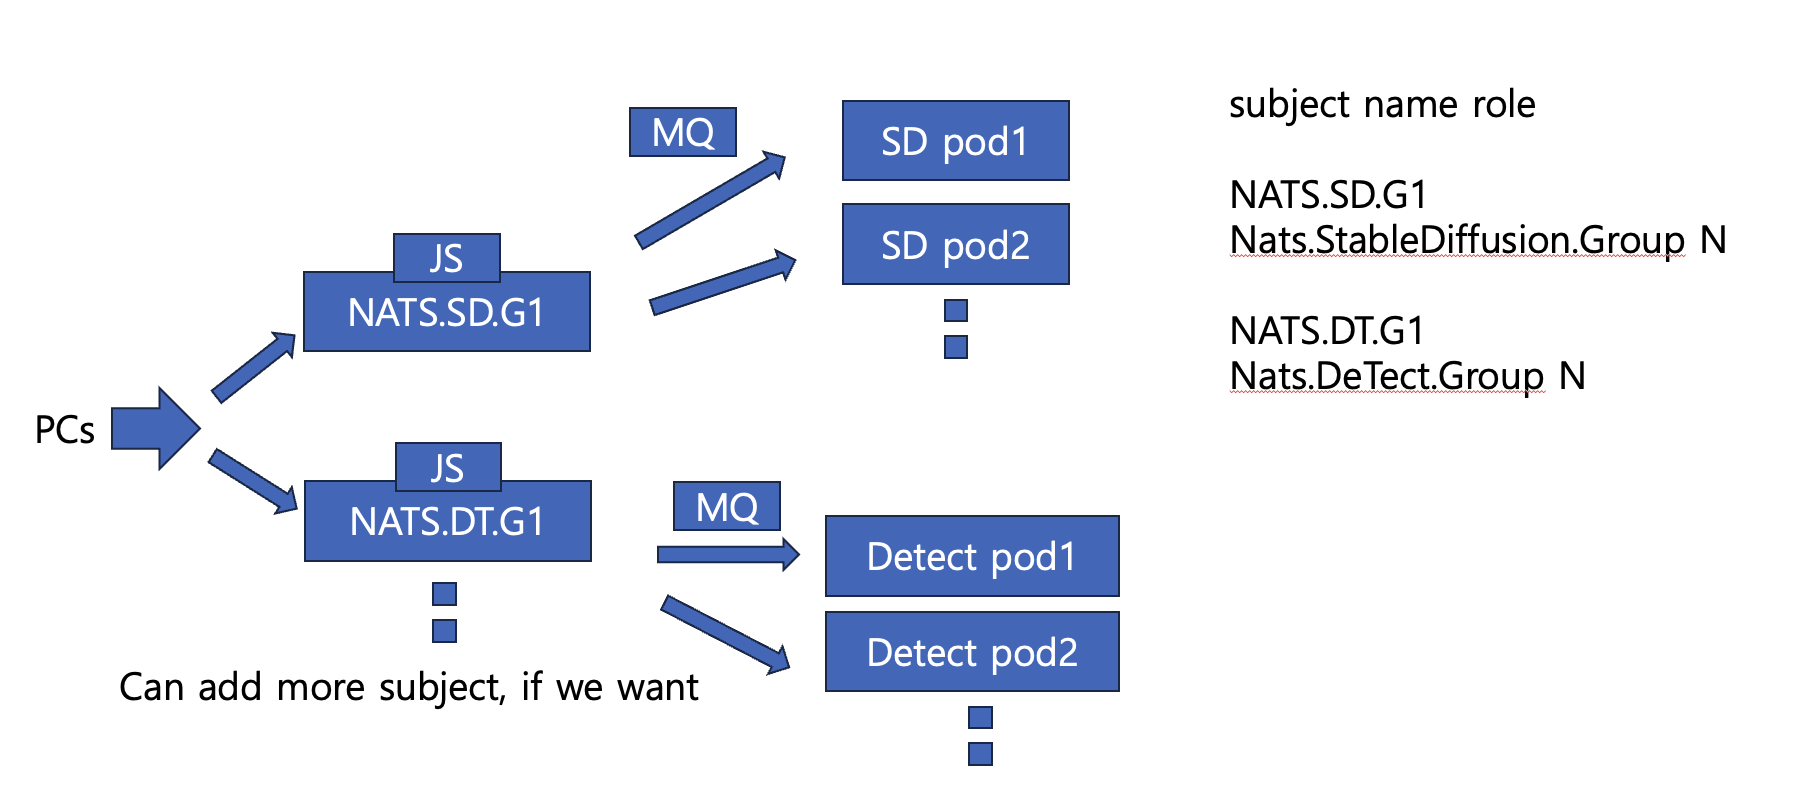 PCs
JS
NATS.SD.G1
MQ
SD pod1
SD pod2
JS
NATS.DT.G1
MQ
Detect pod1
Detect pod2
Can add more subject, if we want
subject name role
NATS.SD.G1
Nats.StableDiffusion.Group N
NATS.DT.G1
Nats.DeTect.Group N